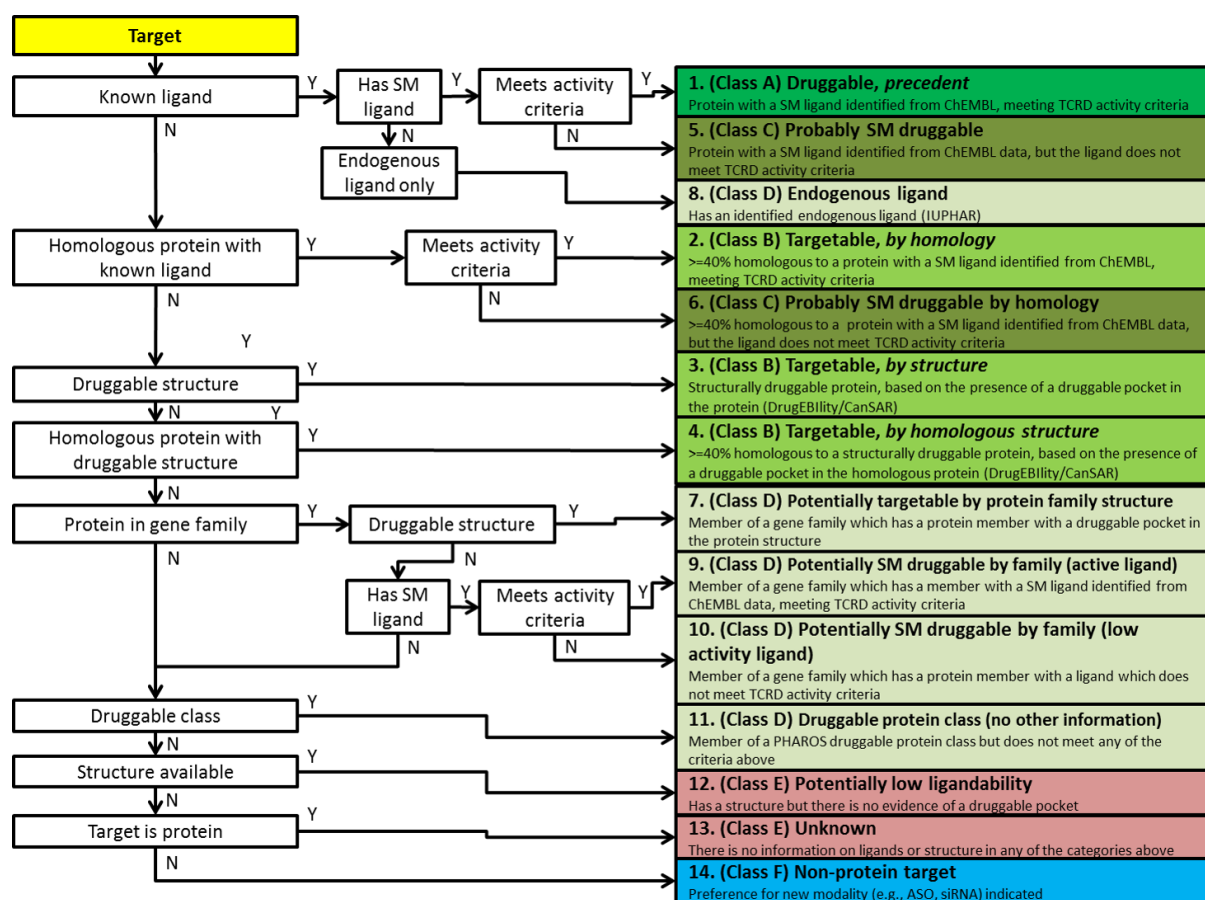 Target
Known ligand
Y
Has SM
ligand
Y
Meets activity
criteria
Y
N
N
N
Endogenous
ligand only
1. (Class A) Druggable, precedent
Protein with a SM ligand identified from ChEMBL, meeting TCRD activity criteria
5. (Class C) Probably SM druggable
Protein with a SM ligand identified from ChEMBL data, but the ligand does not
meet TCRD activity criteria
8. (Class D) Endogenous ligand
Has an identified endogenous ligand (IUPHAR)
Homologous protein with
known ligand
Y
Meets activity
criteria
Y
N
N
2. (Class B) Targetable, by homology
>=40% homologous to a protein with a SM ligand identified from ChEMBL,
meeting TCRD activity criteria
6. (Class C) Probably SM druggable by homology
>=40% homologous to a protein with a SM ligand identified from ChEMBL data,
but the ligand does not meet TCRD activity criteria
Y
Druggable structure
Y
N
3. (Class B) Targetable, by structure
Structurally druggable protein, based on the presence of a druggable pocket in
the protein (DrugEBIlity/CanSAR)
Y
Homologous protein with
druggable structure
Y
N
4. (Class B) Targetable, by homologous structure
>=40% homologous to a structurally druggable protein, based on the presence of
a druggable pocket in the homologous protein (DrugEBIlity/CanSAR)
Protein in gene family
Y
Druggable structure
Y
N
N
7. (Class D) Potentially targetable by protein family structure
Member of a gene family which has a protein member with a druggable pocket in
the protein structure
Has SM
ligand
Y
Meets activity
criteria
Y
N
N
9. (Class D) Potentially SM druggable by family (active ligand)
Member of a gene family which has a member with a SM ligand identified from
ChEMBL data, meeting TCRD activity criteria
10. (Class D) Potentially SM druggable by family (low
activity ligand)
Member of a gene family which has a protein member with a ligand which does
not meet TCRD activity criteria
Druggable class
Y
N
11. (Class D) Druggable protein class (no other information)
Member of a PHAROS druggable protein class but does not meet any of the
criteria above
Structure available
Y
N
12. (Class E) Potentially low ligandability
Has a structure but there is no evidence of a druggable pocket
Target is protein
Y
N
13. (Class E) Unknown
There is no information on ligands or structure in any of the categories above
14. (Class F) Non-protein target
Preference for new modality (e.g., ASO, siRNA) indicated